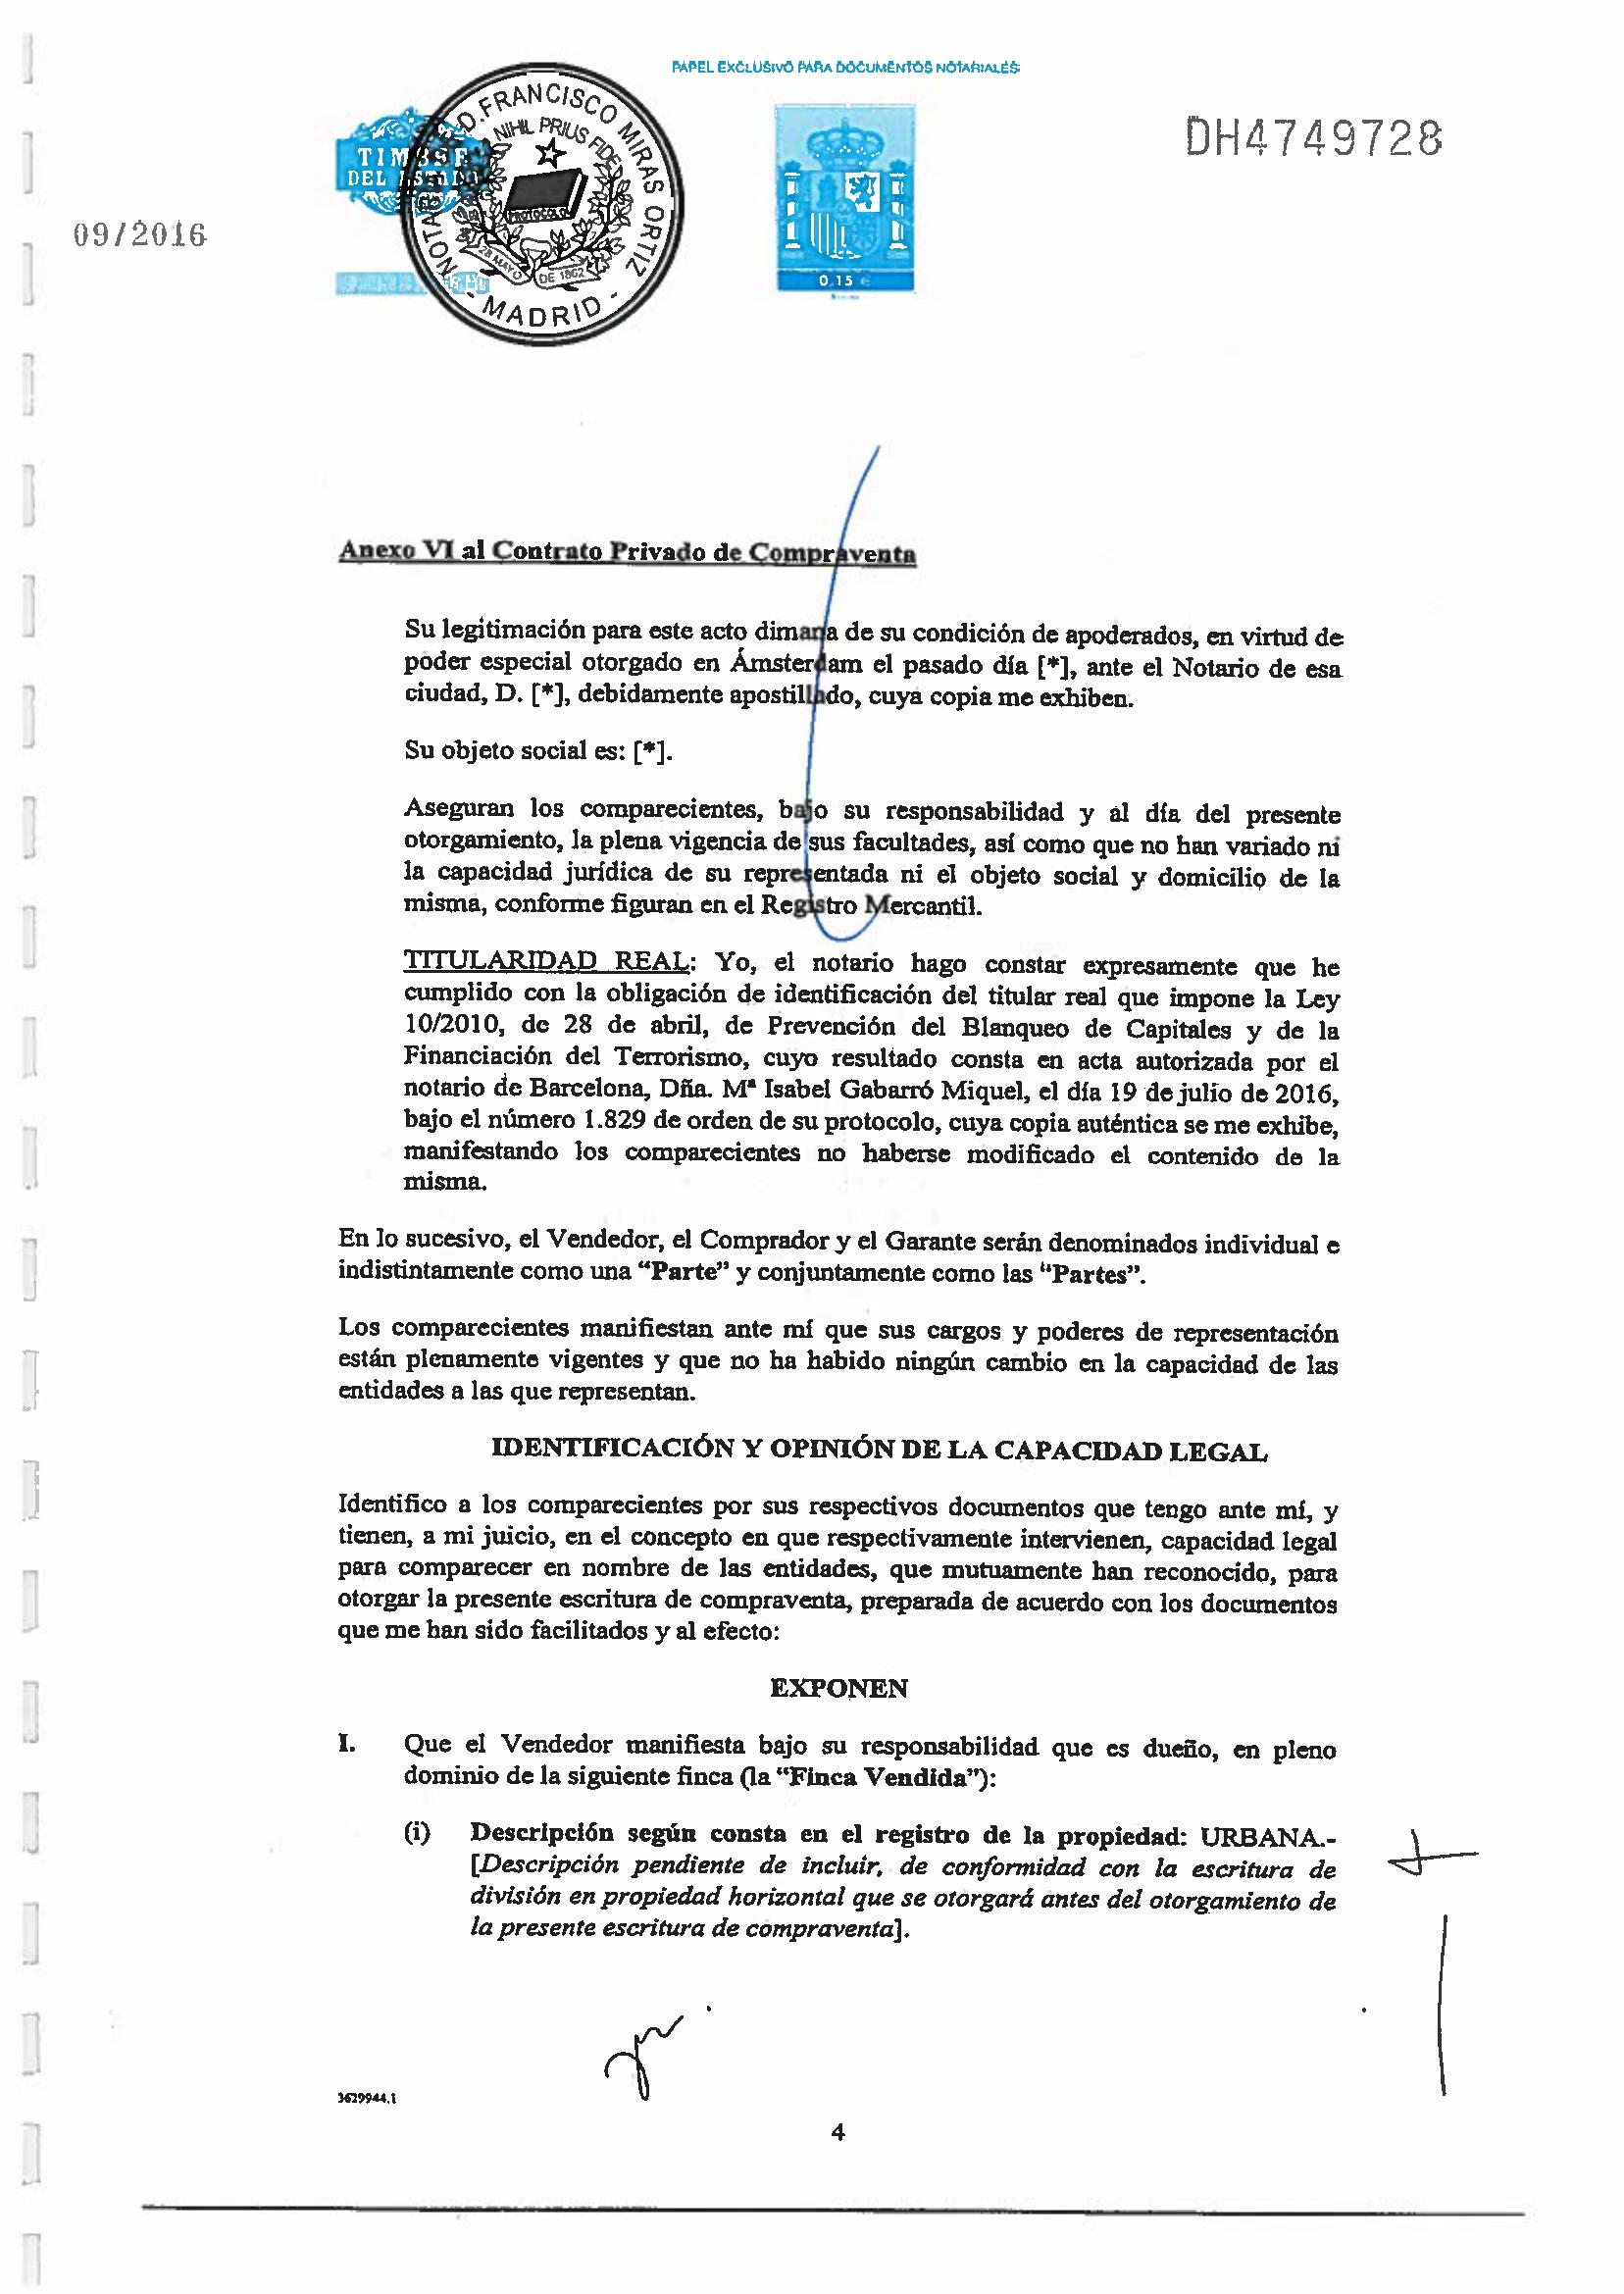 PAPEL EXCLUSIVO PARA DOCUMENTOS NOTARIALES
DH4749728
TIMBRE
DEL ESTADO
NOTARIO D. FRANCISCO MIRAS ORTIZ
NIHIL PRIUS FIDE
PROTOCOLO
28 MAYO DE 1862
- MADRID -
0,15 €
09/2016
Anexo VI al Contrato Privado de Compraventa
Su legitimación para este acto dimana de su condición de apoderados, en virtud de
poder especial otorgado en Ámsterdam el pasado día [*], ante el Notario de esa
ciudad, D. [*], debidamente apostillado, cuya copia me exhiben.
Su objeto social es: [*].
Aseguran los comparecientes, bajo su responsabilidad y al día del presente
otorgamiento, la plena vigencia de sus facultades, así como que no han variado ni
la capacidad jurídica de su representada ni el objeto social y domicilio de la
misma, conforme figuran en el Registro Mercantil.
TITULARIDAD REAL: Yo, el notario hago constar expresamente que he
cumplido con la obligación de identificación del titular real que impone la Ley
10/2010, de 28 de abril, de Prevención del Blanqueo de Capitales y de la
Financiación del Terrorismo, cuyo resultado consta en acta autorizada por el
notario de Barcelona, Dña. Mª Isabel Gabarró Miquel, el día 19 de julio de 2016,
bajo el número 1.829 de orden de su protocolo, cuya copia auténtica se me exhibe,
manifestando los comparecientes no haberse modificado el contenido de la
misma.
En lo sucesivo, el Vendedor, el Comprador y el Garante serán denominados individual e
indistintamente como una “Parte” y conjuntamente como las “Partes”.
Los comparecientes manifiestan ante mí que sus cargos y poderes de representación
están plenamente vigentes y que no ha habido ningún cambio en la capacidad de las
entidades a las que representan.
IDENTIFICACIÓN Y OPINIÓN DE LA CAPACIDAD LEGAL
Identifico a los comparecientes por sus respectivos documentos que tengo ante mí, y
tienen, a mi juicio, en el concepto en que respectivamente intervienen, capacidad legal
para comparecer en nombre de las entidades, que mutuamente han reconocido, para
otorgar la presente escritura de compraventa, preparada de acuerdo con los documentos
que me han sido facilitados y al efecto:
EXPONEN
I. Que el Vendedor manifiesta bajo su responsabilidad que es dueño, en pleno
dominio de la siguiente finca (la “Finca Vendida”):
(i) Descripción según consta en el registro de la propiedad: URBANA.-
[Descripción pendiente de incluir, de conformidad con la escritura de
división en propiedad horizontal que se otorgará antes del otorgamiento de
la presente escritura de compraventa].
3629944.1
4